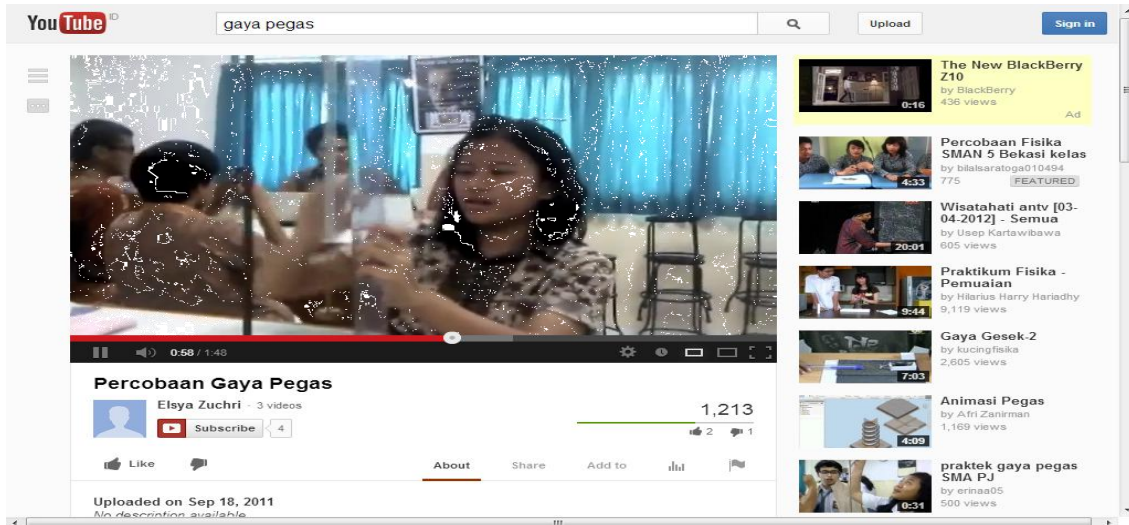 YouTube ID
gaya pegas
Upload
Sign in
0:58 / 1:48
Percobaan Gaya Pegas
Elsya Zuchri · 3 videos
Subscribe 4
1,213
2 1
Like
About Share Add to
Uploaded on Sep 18, 2011
No description available
0:16
The New BlackBerry
Z10
by BlackBerry
436 views
Ad
4:33
Percobaan Fisika
SMAN 5 Bekasi kelas
by bilalsaratoga010494
775 FEATURED
20:01
Wisatahati antv [03-
04-2012] - Semua
by Usep Kartawibawa
605 views
9:44
Praktikum Fisika -
Pemuaian
by Hilarius Harry Hariadhy
9,119 views
7:03
Gaya Gesek-2
by kucingfisika
2,605 views
4:09
Animasi Pegas
by Afri Zanirman
1,169 views
0:31
praktek gaya pegas
SMA PJ
by erinaa05
500 views